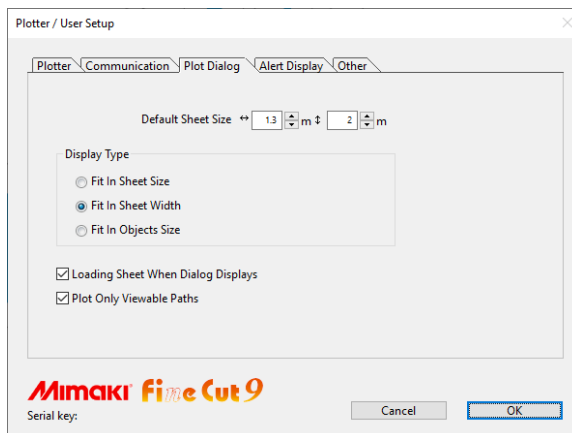 Plotter / User Setup
Plotter Communication Plot Dialog Alert Display Other
Default Sheet Size ↔ 1.3 m ↕ 2 m
Display Type
Fit In Sheet Size
Fit In Sheet Width
Fit In Objects Size
Loading Sheet When Dialog Displays
Plot Only Viewable Paths
Mimaki Fine Cut 9
Serial key:
Cancel OK